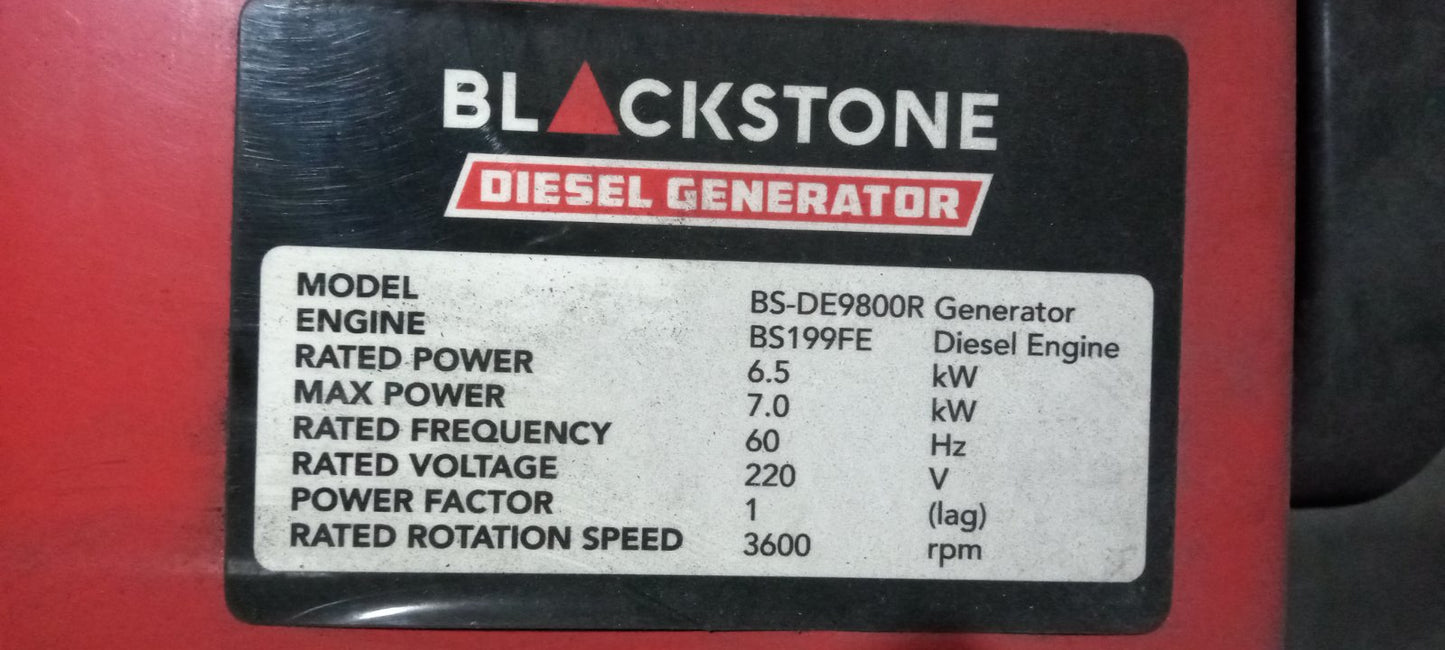 BLACKSTONE
DIESEL GENERATOR
MODEL BS-DE9800R Generator
ENGINE BS199FE Diesel Engine
RATED POWER 6.5 kW
MAX POWER 7.0 kW
RATED FREQUENCY 60 Hz
RATED VOLTAGE 220 V
POWER FACTOR 1 (lag)
RATED ROTATION SPEED 3600 rpm